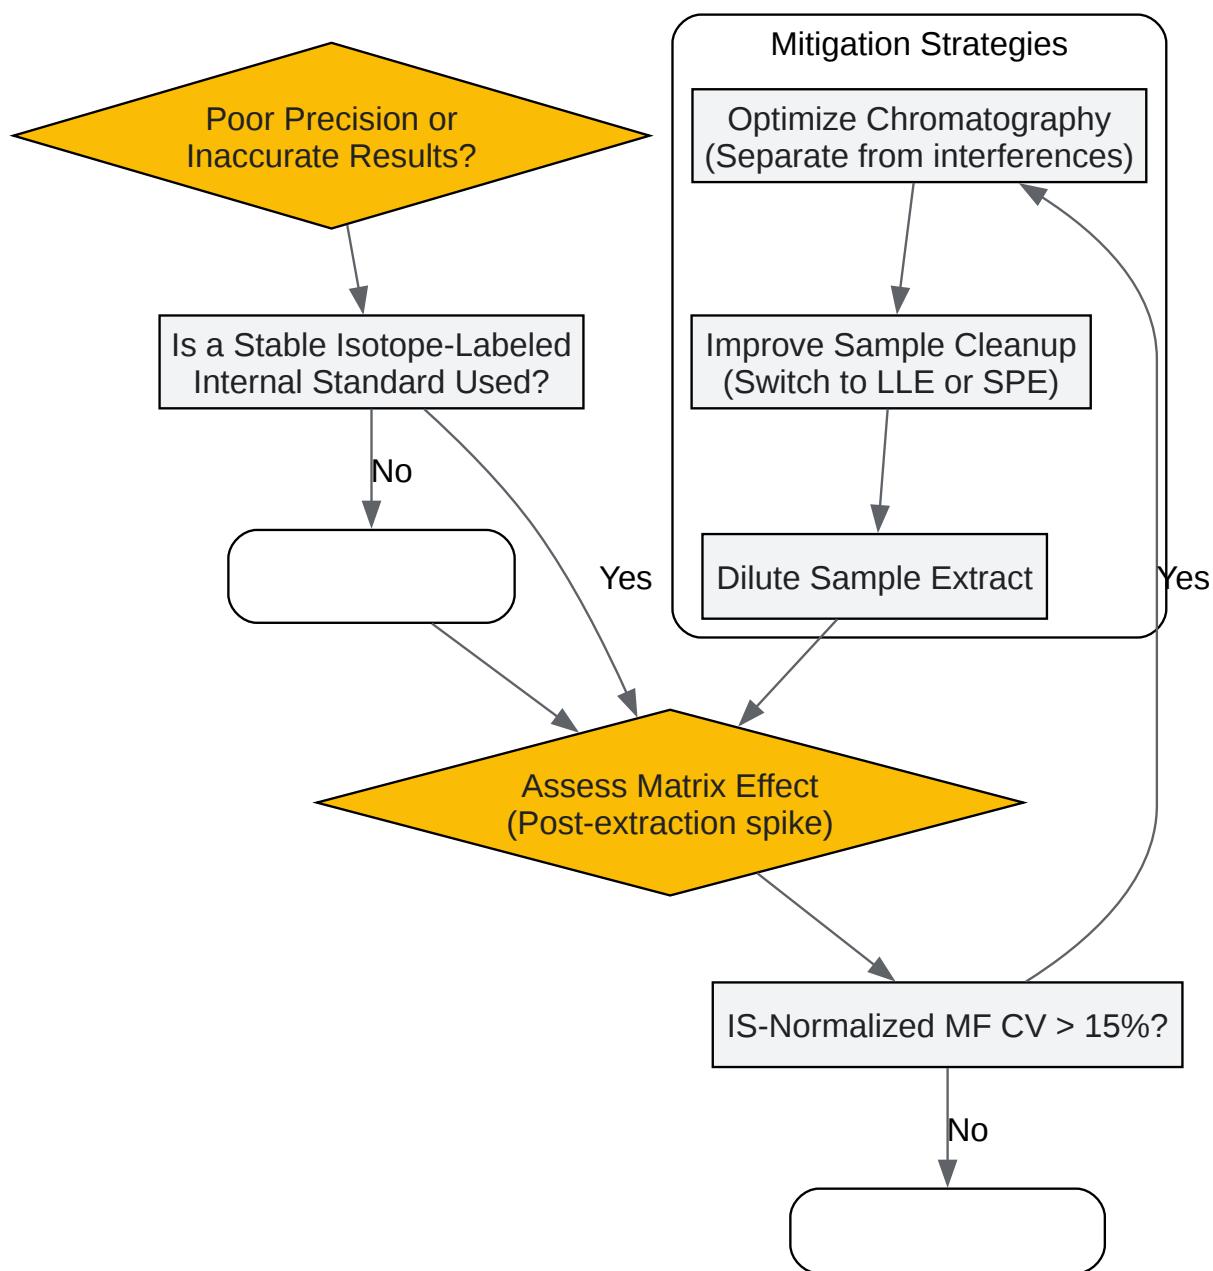 Poor Precision or
Inaccurate Results?
Mitigation Strategies
Optimize Chromatography
(Separate from interferences)
Is a Stable Isotope-Labeled
Internal Standard Used?
Improve Sample Cleanup
(Switch to LLE or SPE)
No
Yes
Dilute Sample Extract
Yes
Assess Matrix Effect
(Post-extraction spike)
IS-Normalized MF CV > 15%?
No